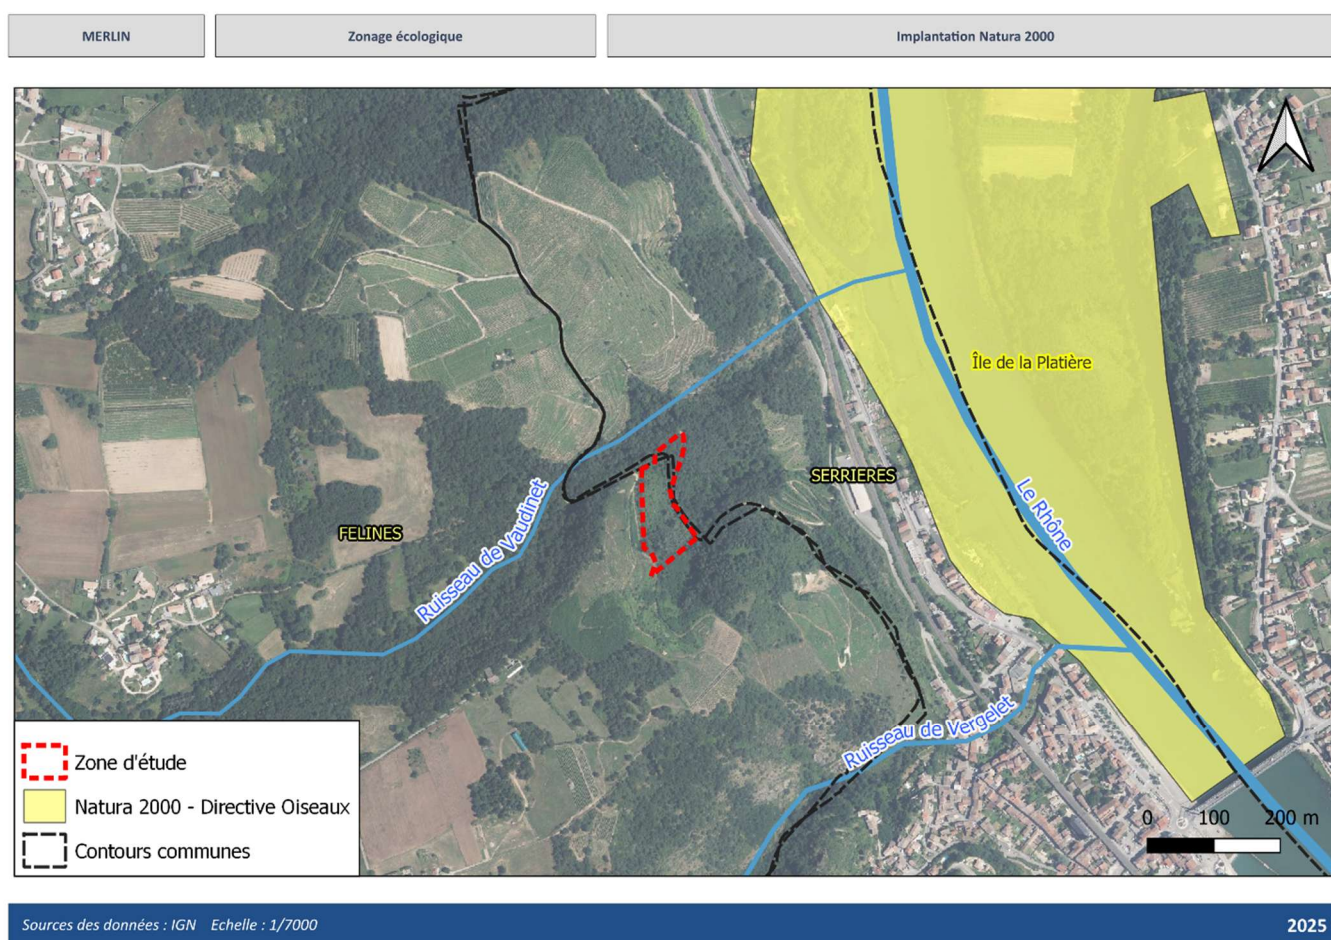 MERLIN
Zonage écologique
Implantation Natura 2000
Île de la Platière
SERRIERES
Le Rhône
FELINES
Ruisseau de Vaudinet
Ruisseau de Vergelet
Zone d'étude
Natura 2000 - Directive Oiseaux
Contours communes
0 100 200 m
Sources des données : IGN Echelle : 1/7000
2025